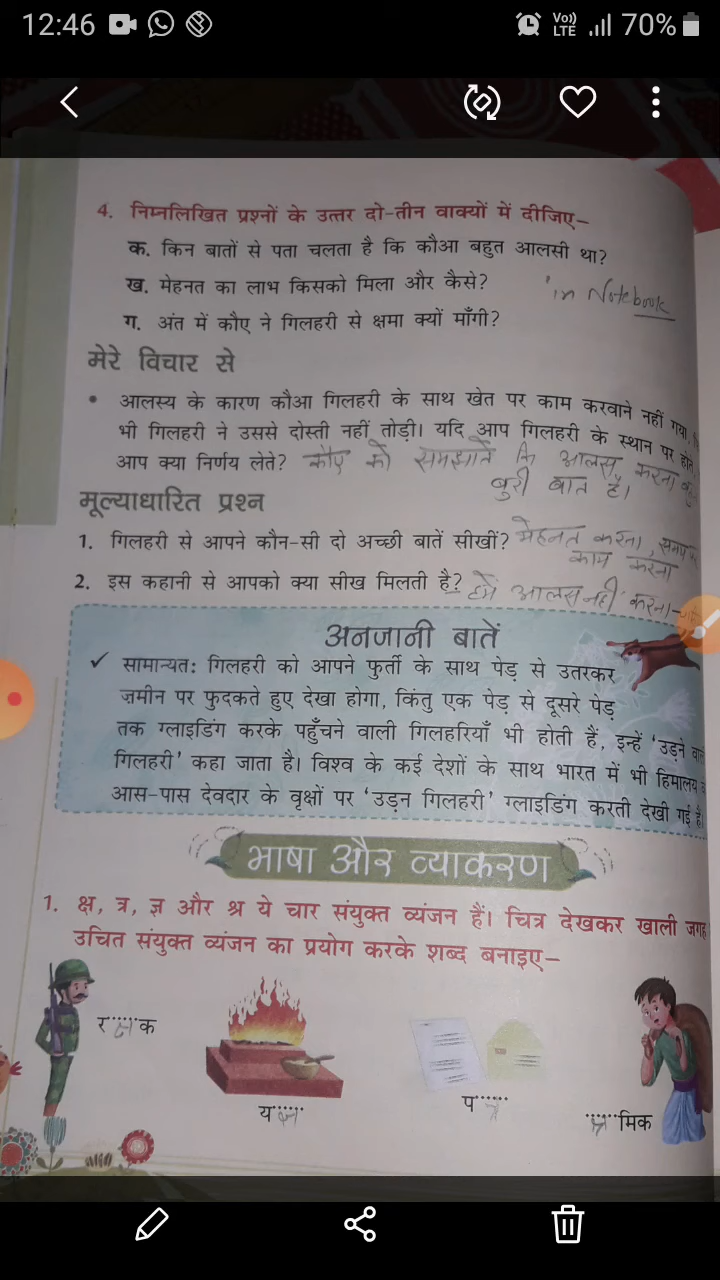 12:46
Vo)) LTE 70%
4. निम्नलिखित प्रश्नों के उत्तर दो-तीन वाक्यों में दीजिए–
क. किन बातों से पता चलता है कि कौआ बहुत आलसी था?
ख. मेहनत का लाभ किसको मिला और कैसे?
in Notebook
ग. अंत में कौए ने गिलहरी से क्षमा क्यों माँगी?
मेरे विचार से
• आलस्य के कारण कौआ गिलहरी के साथ खेत पर काम करवाने नहीं गया,
भी गिलहरी ने उससे दोस्ती नहीं तोड़ी। यदि आप गिलहरी के स्थान पर होते
आप क्या निर्णय लेते? कौए को समझाते कि आलस करना
बुरी बात है।
मूल्याधारित प्रश्न
1. गिलहरी से आपने कौन-सी दो अच्छी बातें सीखीं? मेहनत करना,
काम करना
2. इस कहानी से आपको क्या सीख मिलती है? हमें आलस नही करना
अनजानी बातें
✓ सामान्यत: गिलहरी को आपने फुर्ती के साथ पेड़ से उतरकर
ज़मीन पर फुदकते हुए देखा होगा, किंतु एक पेड़ से दूसरे पेड़
तक ग्लाइडिंग करके पहुँचने वाली गिलहरियाँ भी होती हैं, इन्हें ‘उड़ने
गिलहरी’ कहा जाता है। विश्व के कई देशों के साथ भारत में भी हिमालय
आस-पास देवदार के वृक्षों पर ‘उड़न गिलहरी’ ग्लाइडिंग करती देखी गई है।
भाषा और व्याकरण
1. क्ष, त्र, ज्ञ और श्र ये चार संयुक्त व्यंजन हैं। चित्र देखकर खाली जगह
उचित संयुक्त व्यंजन का प्रयोग करके शब्द बनाइए–
र क्ष क
य ज्ञ
प त्र
श्र मिक